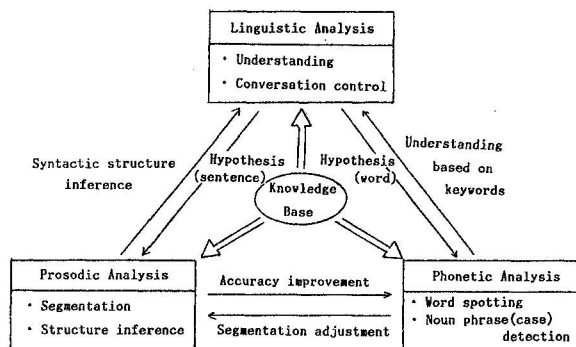 Linguistic Analysis
・Understanding
・Conversation control
Syntactic structure
inference
Hypothesis
(sentence)
Hypothesis
(word)
Understanding
based on
keywords
Knowledge
Base
Prosodic Analysis
・Segmentation
・Structure inference
Accuracy improvement
Segmentation adjustment
Phonetic Analysis
・Word spotting
・Noun phrase(case)
detection